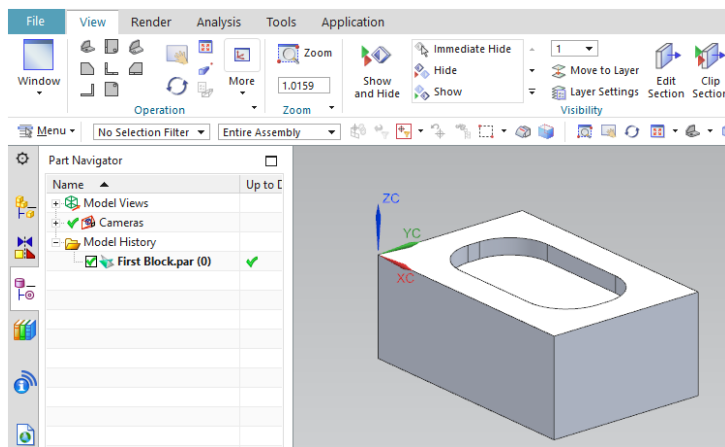 File View Render Analysis Tools Application
Window
More
Operation
Zoom
1.0159
Zoom
Show and Hide
Immediate Hide
Hide
Show
1
Move to Layer
Layer Settings
Edit Section
Clip Section
Visibility
Menu No Selection Filter Entire Assembly
Part Navigator
Name Up to D
Model Views
Cameras
Model History
First Block.par (0)
ZC
YC
XC